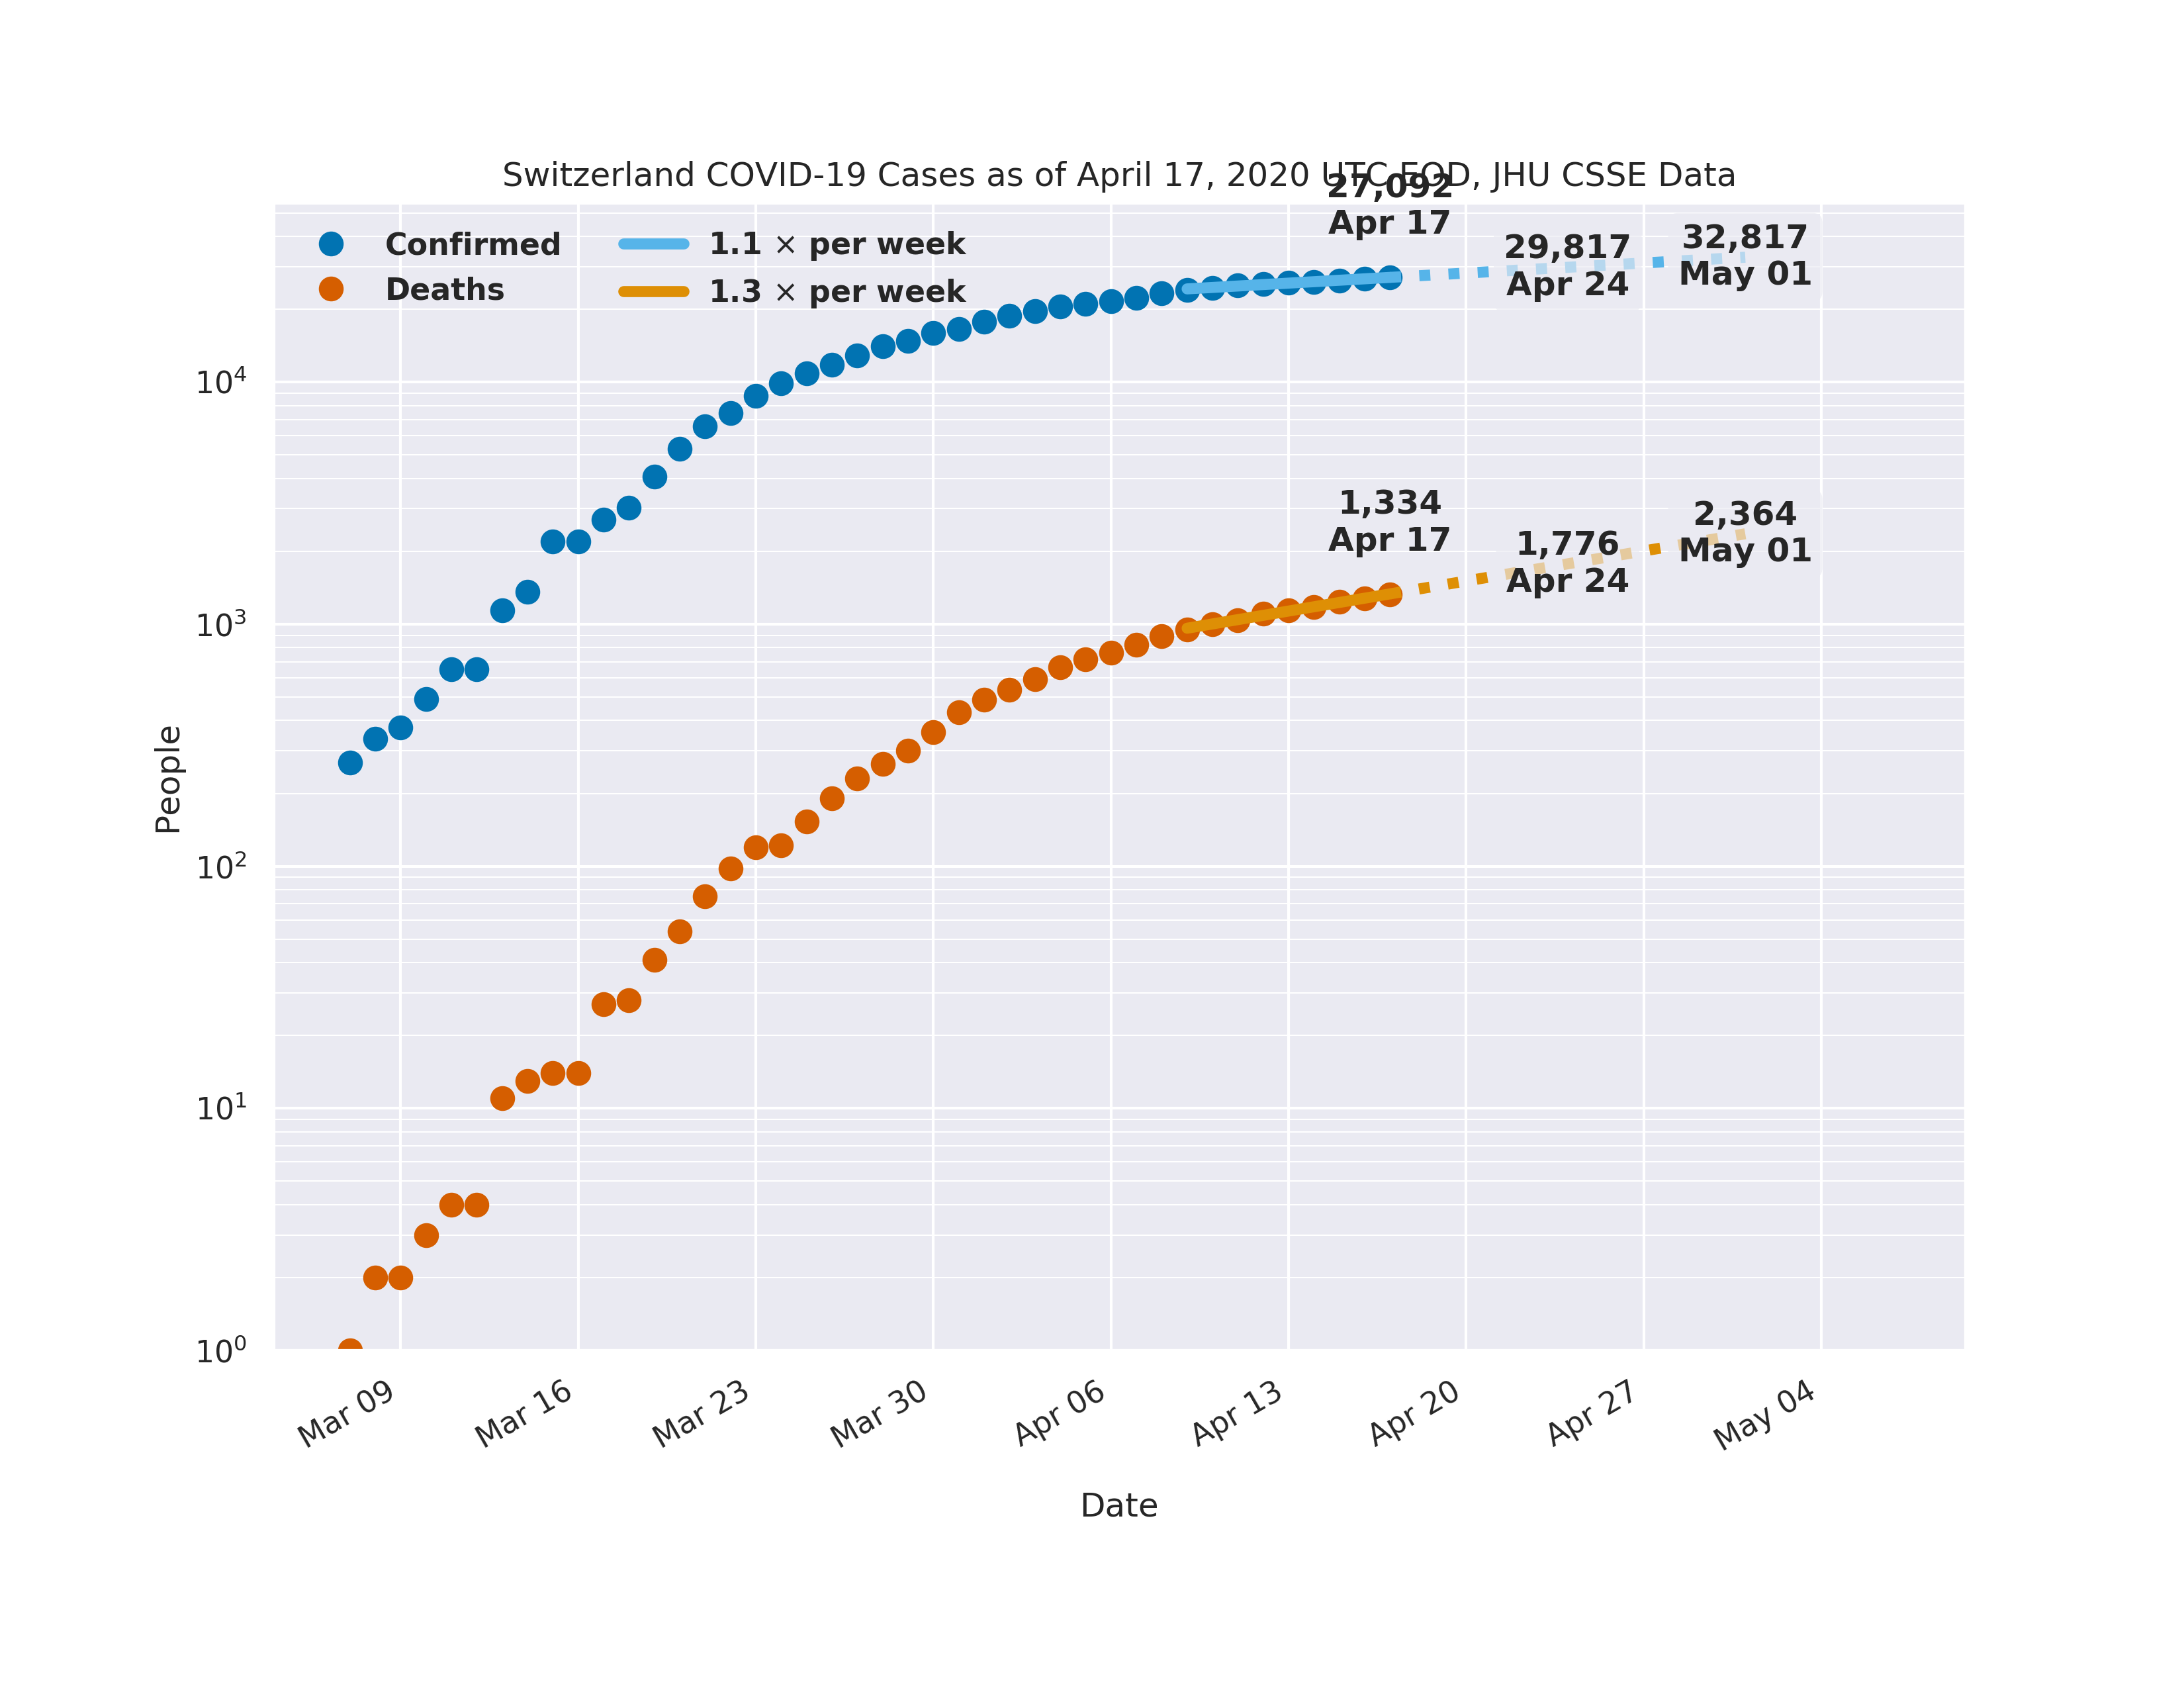 Switzerland COVID-19 Cases as of April 17, 2020 UTC EOD, JHU CSSE Data
27,092
Apr 17
29,817
Apr 24
32,817
May 01
Confirmed
Deaths
1.1 × per week
1.3 × per week
1,334
Apr 17
1,776
Apr 24
2,364
May 01
People
10⁴
10³
10²
10¹
10⁰
Mar 09
Mar 16
Mar 23
Mar 30
Apr 06
Apr 13
Apr 20
Apr 27
May 04
Date